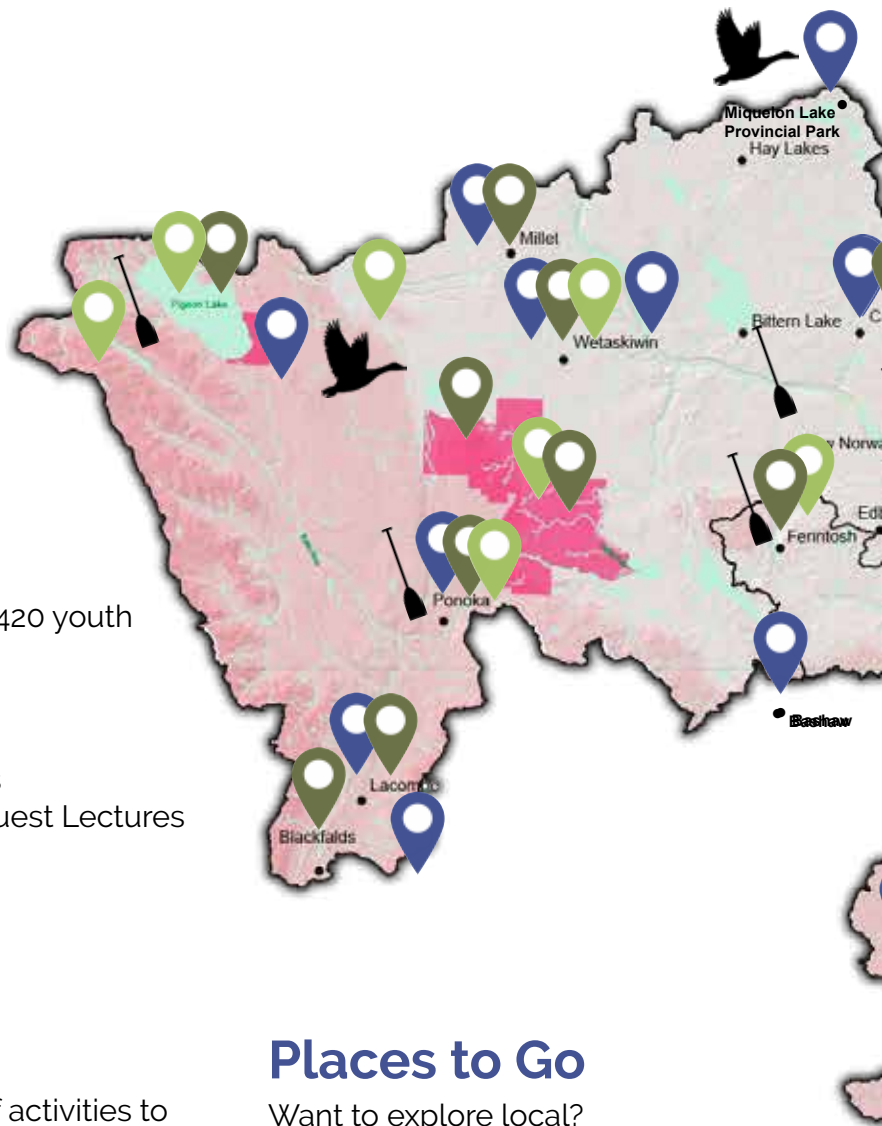 Miquelon Lake
Provincial Park
Hay Lakes
Millet
Pigeon Lake
Bittern Lake
Wetaskiwin
Ferintosh
Ponoka
420 youth
Bashaw
Lacombe
uest Lectures
Blackfalds
Places to Go
f activities to
Want to explore local?